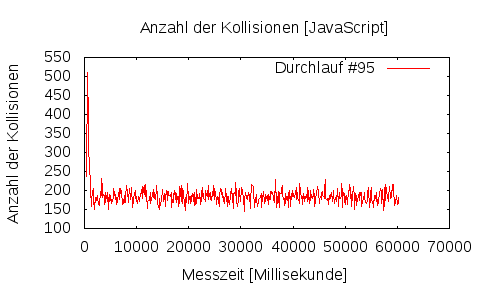 Anzahl der Kollisionen [JavaScript]
Durchlauf #95
Anzahl der Kollisionen
550
500
450
400
350
300
250
200
150
100
0 10000 20000 30000 40000 50000 60000 70000
Messzeit [Millisekunde]